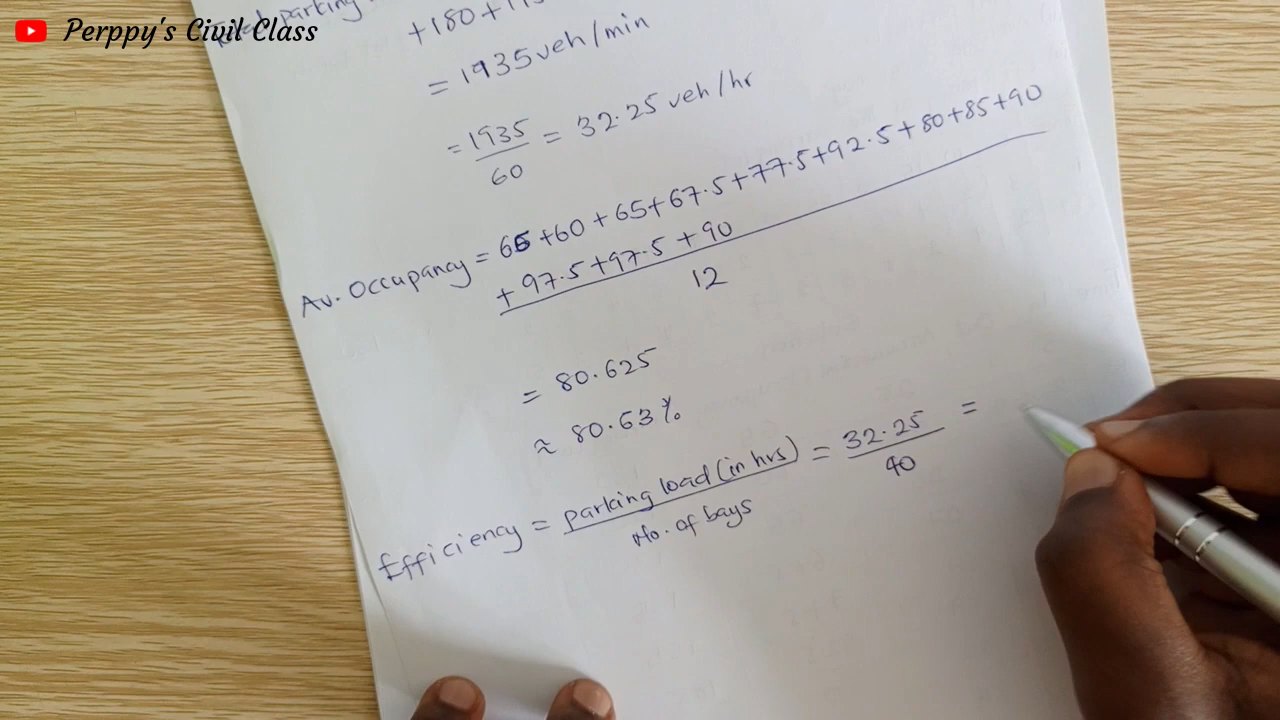 Perppy's Civil Class
parking
+180+
= 1935 veh/min
= 1935/60 = 32.25 veh/hr
Av. Occupancy = 65 +60 + 65+ 67.5 +77.5+92.5 +80+85+90
+ 97.5 +97.5 + 90
12
= 80.625
≈ 80.63%
Efficiency = parking load (in hrs) / No. of bays = 32.25/40 =